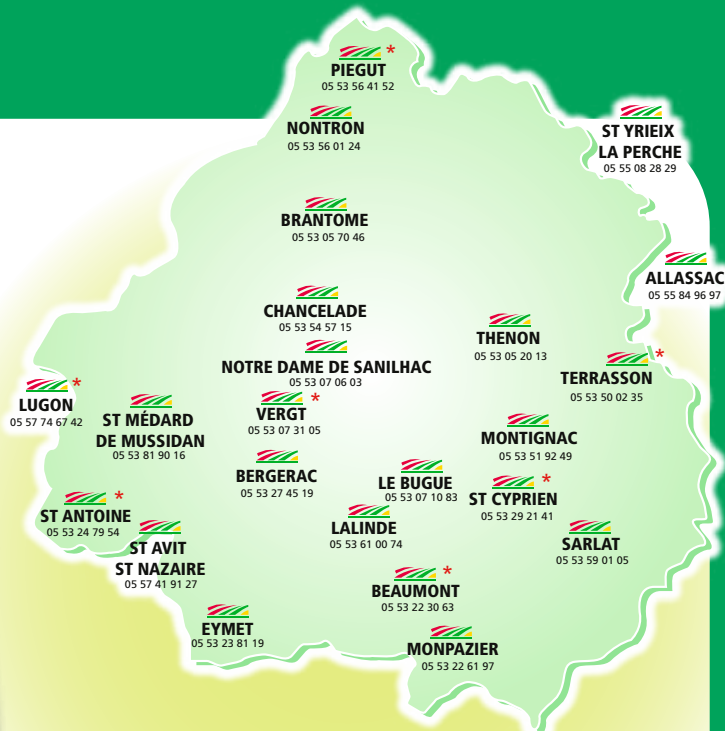 *
PIEGUT
05 53 56 41 52
NONTRON
05 53 56 01 24
ST YRIEIX
LA PERCHE
05 55 08 28 29
BRANTOME
05 53 05 70 46
ALLASSAC
05 55 84 96 97
CHANCELADE
05 53 54 57 15
THENON
05 53 05 20 13
NOTRE DAME DE SANILHAC
05 53 07 06 03
*
TERRASSON
05 53 50 02 35
*
LUGON
05 57 74 67 42
ST MÉDARD
DE MUSSIDAN
05 53 81 90 16
*
VERGT
05 53 07 31 05
MONTIGNAC
05 53 51 92 49
BERGERAC
05 53 27 45 19
LE BUGUE
05 53 07 10 83
*
ST CYPRIEN
05 53 29 21 41
*
ST ANTOINE
05 53 24 79 54
LALINDE
05 53 61 00 74
SARLAT
05 53 59 01 05
ST AVIT
ST NAZAIRE
05 57 41 91 27
*
BEAUMONT
05 53 22 30 63
EYMET
05 53 23 81 19
MONPAZIER
05 53 22 61 97